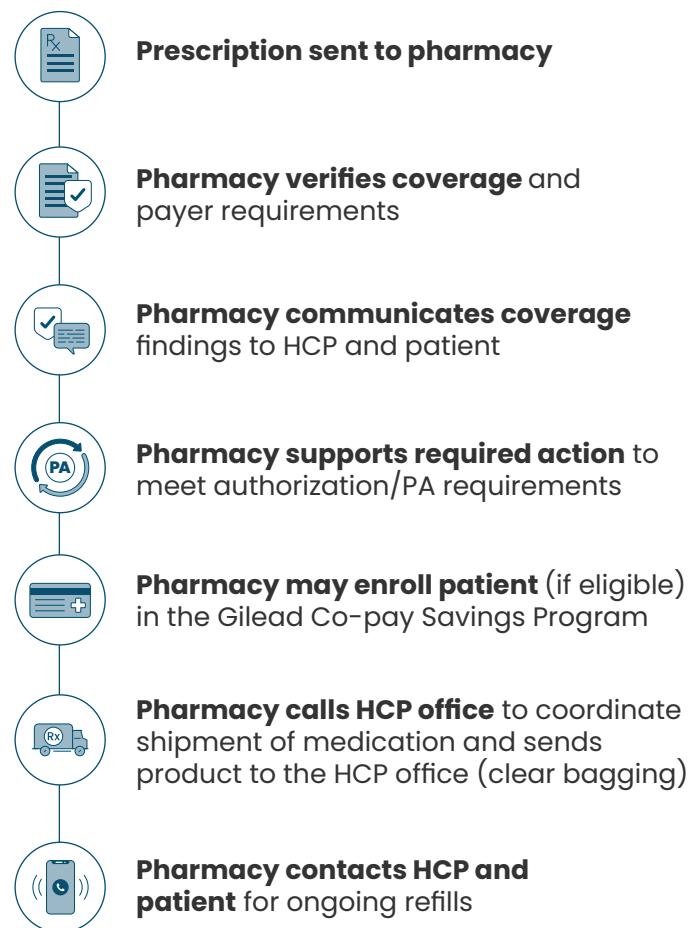 Rx
Prescription sent to pharmacy
Pharmacy verifies coverage and
payer requirements
Pharmacy communicates coverage
findings to HCP and patient
PA
Pharmacy supports required action to
meet authorization/PA requirements
Pharmacy may enroll patient (if eligible)
in the Gilead Co-pay Savings Program
Rx
Pharmacy calls HCP office to coordinate
shipment of medication and sends
product to the HCP office (clear bagging)
Pharmacy contacts HCP and
patient for ongoing refills